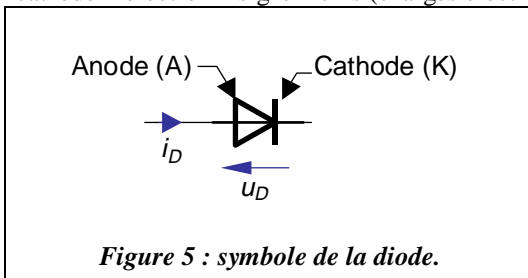 Anode (A) Cathode (K)
i_D
u_D
Figure 5 : symbole de la diode.